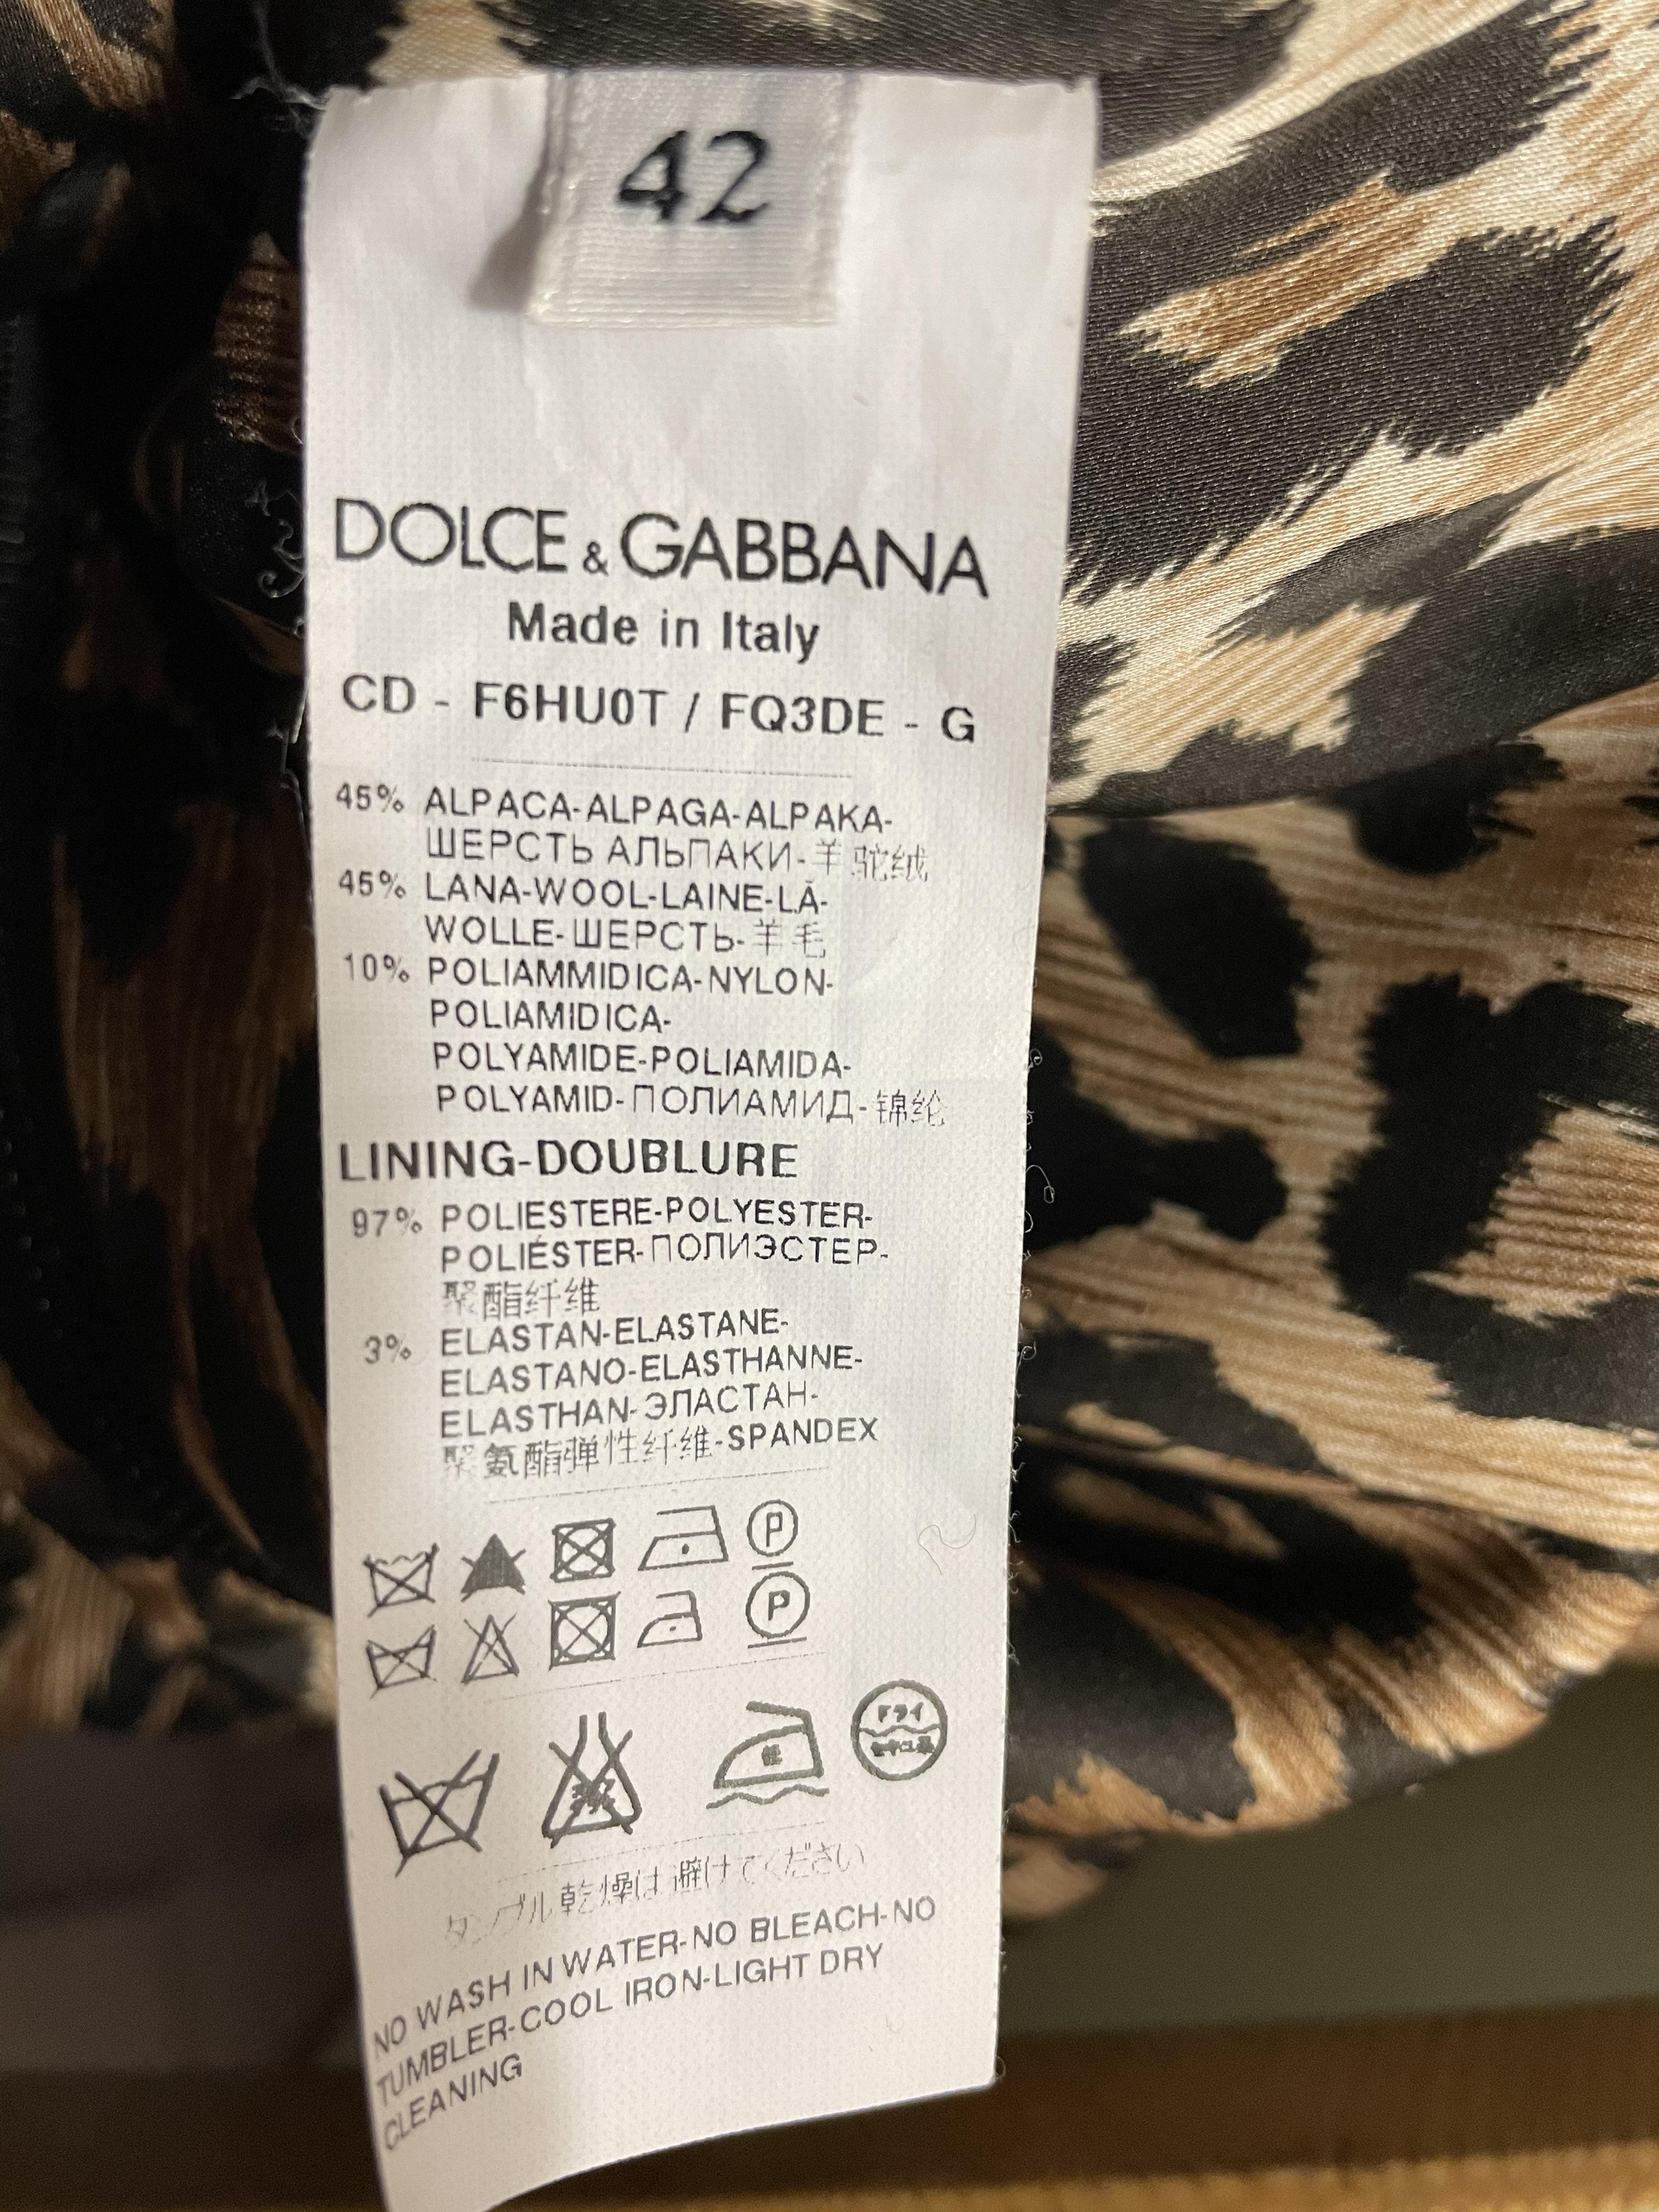 42
DOLCE & GABBANA
Made in Italy
CD - F6HU0T / FQ3DE - G
45% ALPACA-ALPAGA-ALPAKA-
ШЕРСТЬ АЛЬПАКИ-羊驼绒
45% LANA-WOOL-LAINE-LÃ-
WOLLE-ШЕРСТЬ-羊毛
10% POLIAMMIDICA-NYLON-
POLIAMIDICA-
POLYAMIDE-POLIAMIDA-
POLYAMID-ПОЛИАМИД-锦纶
LINING-DOUBLURE
97% POLIESTERE-POLYESTER-
POLIÉSTER-ПОЛИЭСТЕР-
聚酯纤维
3% ELASTAN-ELASTANE-
ELASTANO-ELASTHANNE-
ELASTHAN-ЭЛАСТАН-
聚氨酯弹性纤维-SPANDEX
P
P
低
ドライ
タンブル乾燥は避けてください
NO WASH IN WATER-NO BLEACH-NO
TUMBLER-COOL IRON-LIGHT DRY
CLEANING